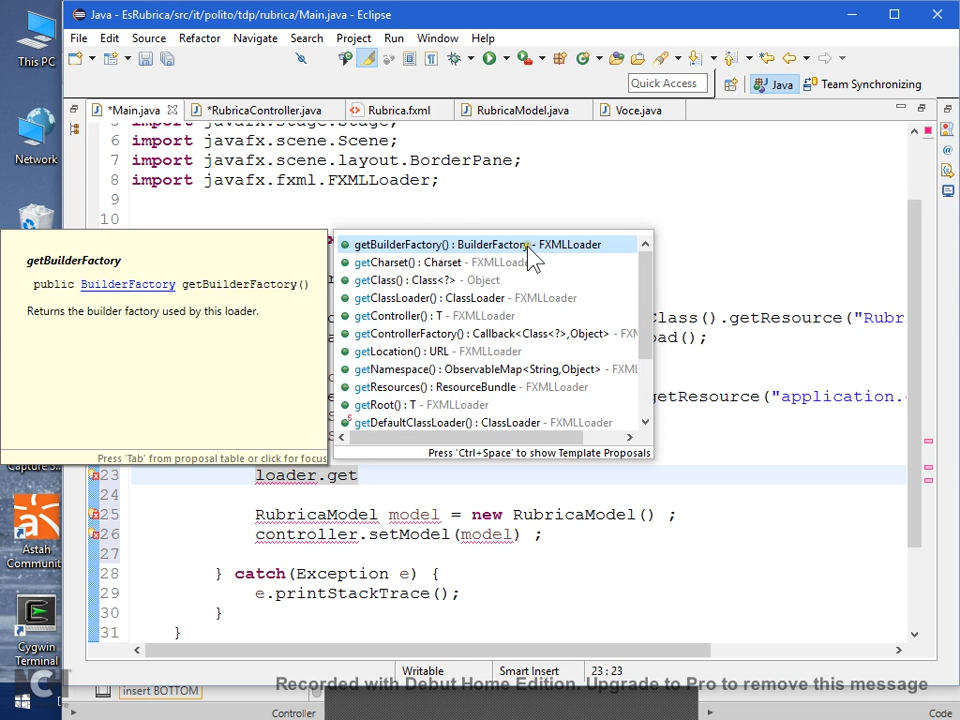 This PC
Network
Astah
Communit
Cygwin
Terminal
Java - EsRubrica/src/it/polito/tdp/rubrica/Main.java - Eclipse
File Edit Source Refactor Navigate Search Project Run Window Help
Quick Access
Java
Team Synchronizing
*Main.java
*RubricaController.java
Rubrica.fxml
RubricaModel.java
Voce.java
import javafx.stage.Stage;
6 import javafx.scene.Scene;
7 import javafx.scene.layout.BorderPane;
8 import javafx.fxml.FXMLLoader;
9
10
getBuilderFactory
public BuilderFactory getBuilderFactory()
Returns the builder factory used by this loader.
Press 'Tab' from proposal table or click for focus
getBuilderFactory() : BuilderFactory - FXMLLoader
getCharset() : Charset - FXMLLoader
getClass() : Class<?> - Object
getClassLoader() : ClassLoader - FXMLLoader
getController() : T - FXMLLoader
getControllerFactory() : Callback<Class<?>,Object> - FXM
getLocation() : URL - FXMLLoader
getNamespace() : ObservableMap<String,Object> - FXML
getResources() : ResourceBundle - FXMLLoader
getRoot() : T - FXMLLoader
getDefaultClassLoader() : ClassLoader - FXMLLoader
Press 'Ctrl+Space' to show Template Proposals
Class().getResource("Rubr
ad();
getResource("application.
23 loader.get
24
25 RubricaModel model = new RubricaModel() ;
26 controller.setModel(model) ;
27
28 } catch(Exception e) {
29 e.printStackTrace();
30 }
31 }
Writable
Smart Insert
23 : 23
insert BOTTOM
Recorded with Debut Home Edition. Upgrade to Pro to remove this message
Controller
Code